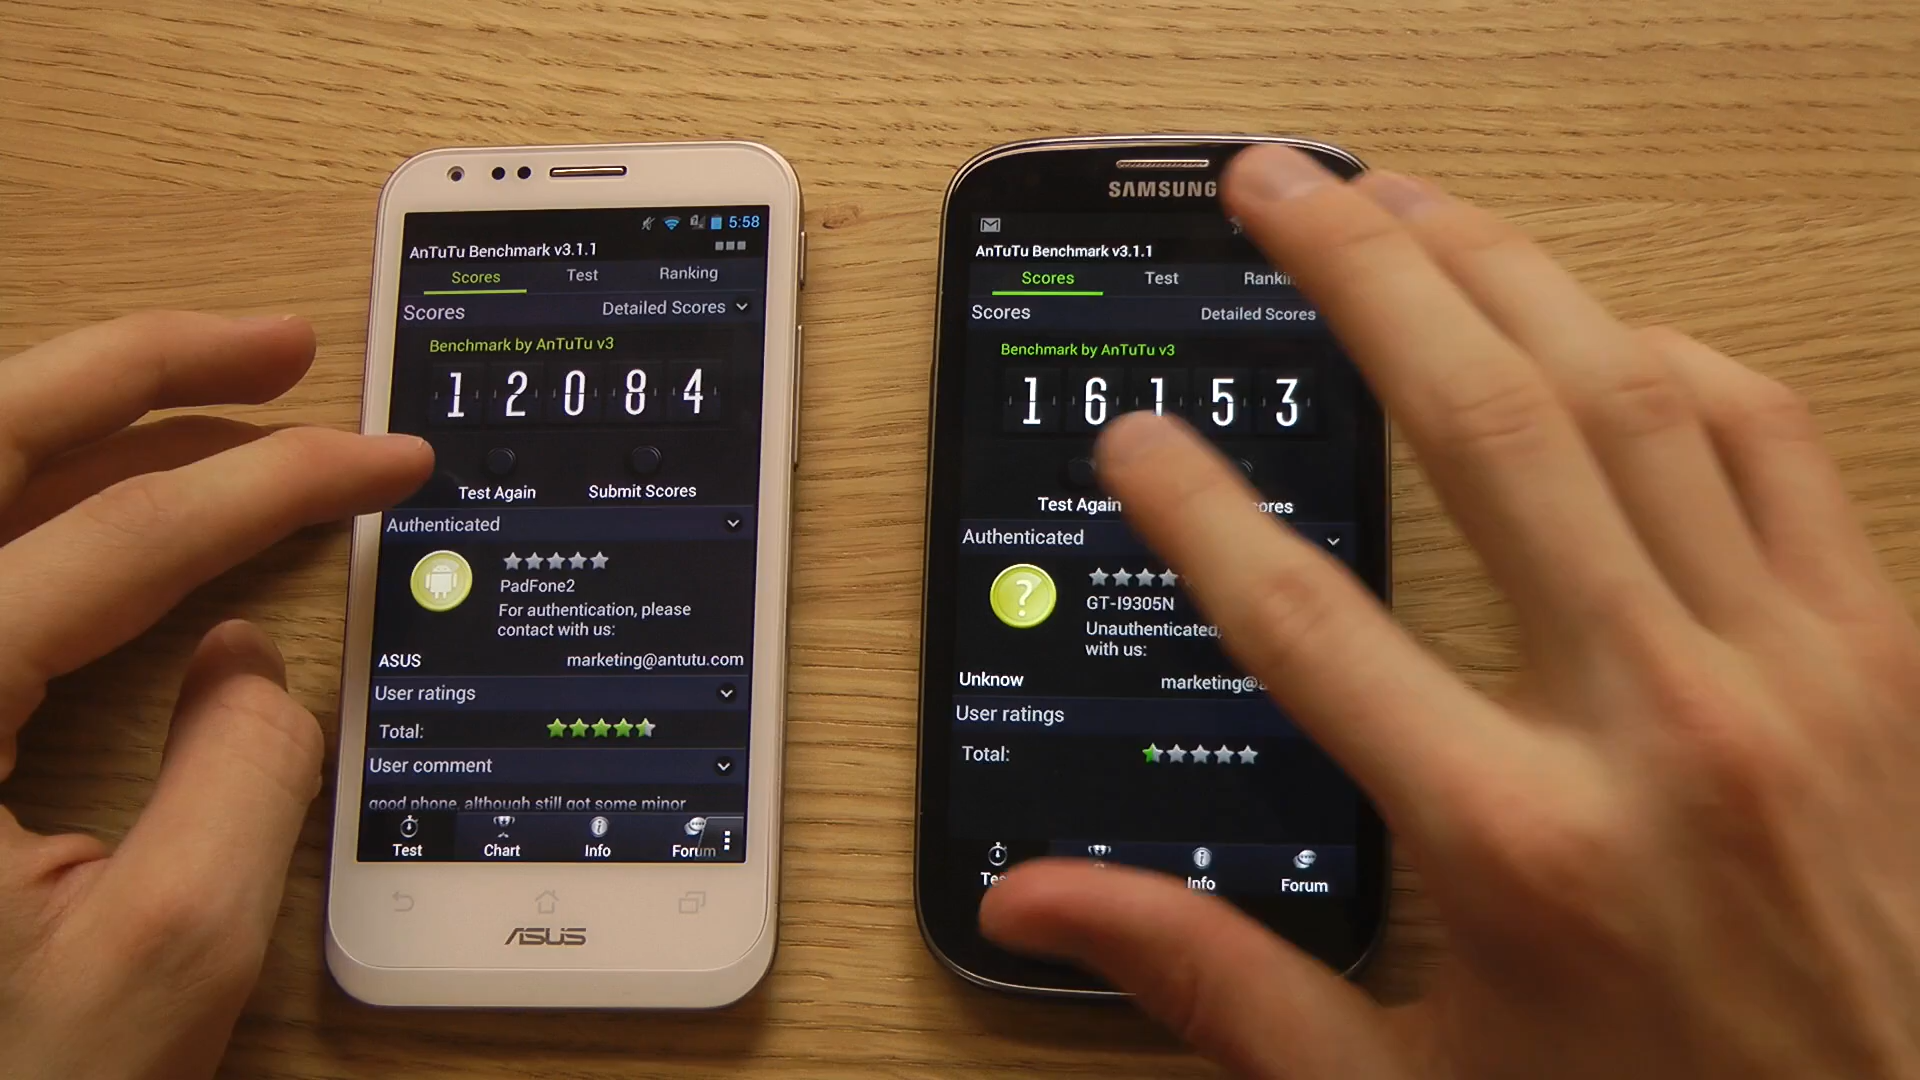 5:58
AnTuTu Benchmark v3.1.1
Scores Test Ranking
Scores Detailed Scores
Benchmark by AnTuTu v3
1 2 0 8 4
Test Again Submit Scores
Authenticated
PadFone2
For authentication, please
contact with us:
ASUS marketing@antutu.com
User ratings
Total:
User comment
good phone, although still got some minor
Test Chart Info Forum
ASUS
SAMSUNG
AnTuTu Benchmark v3.1.1
Scores Test
Scores Detailed Scores
Benchmark by AnTuTu v3
1 6 1 5 3
Test Again
Authenticated
GT-I9305N
Unauthenticated,
with us:
Unknow
User ratings
Total:
Info Forum